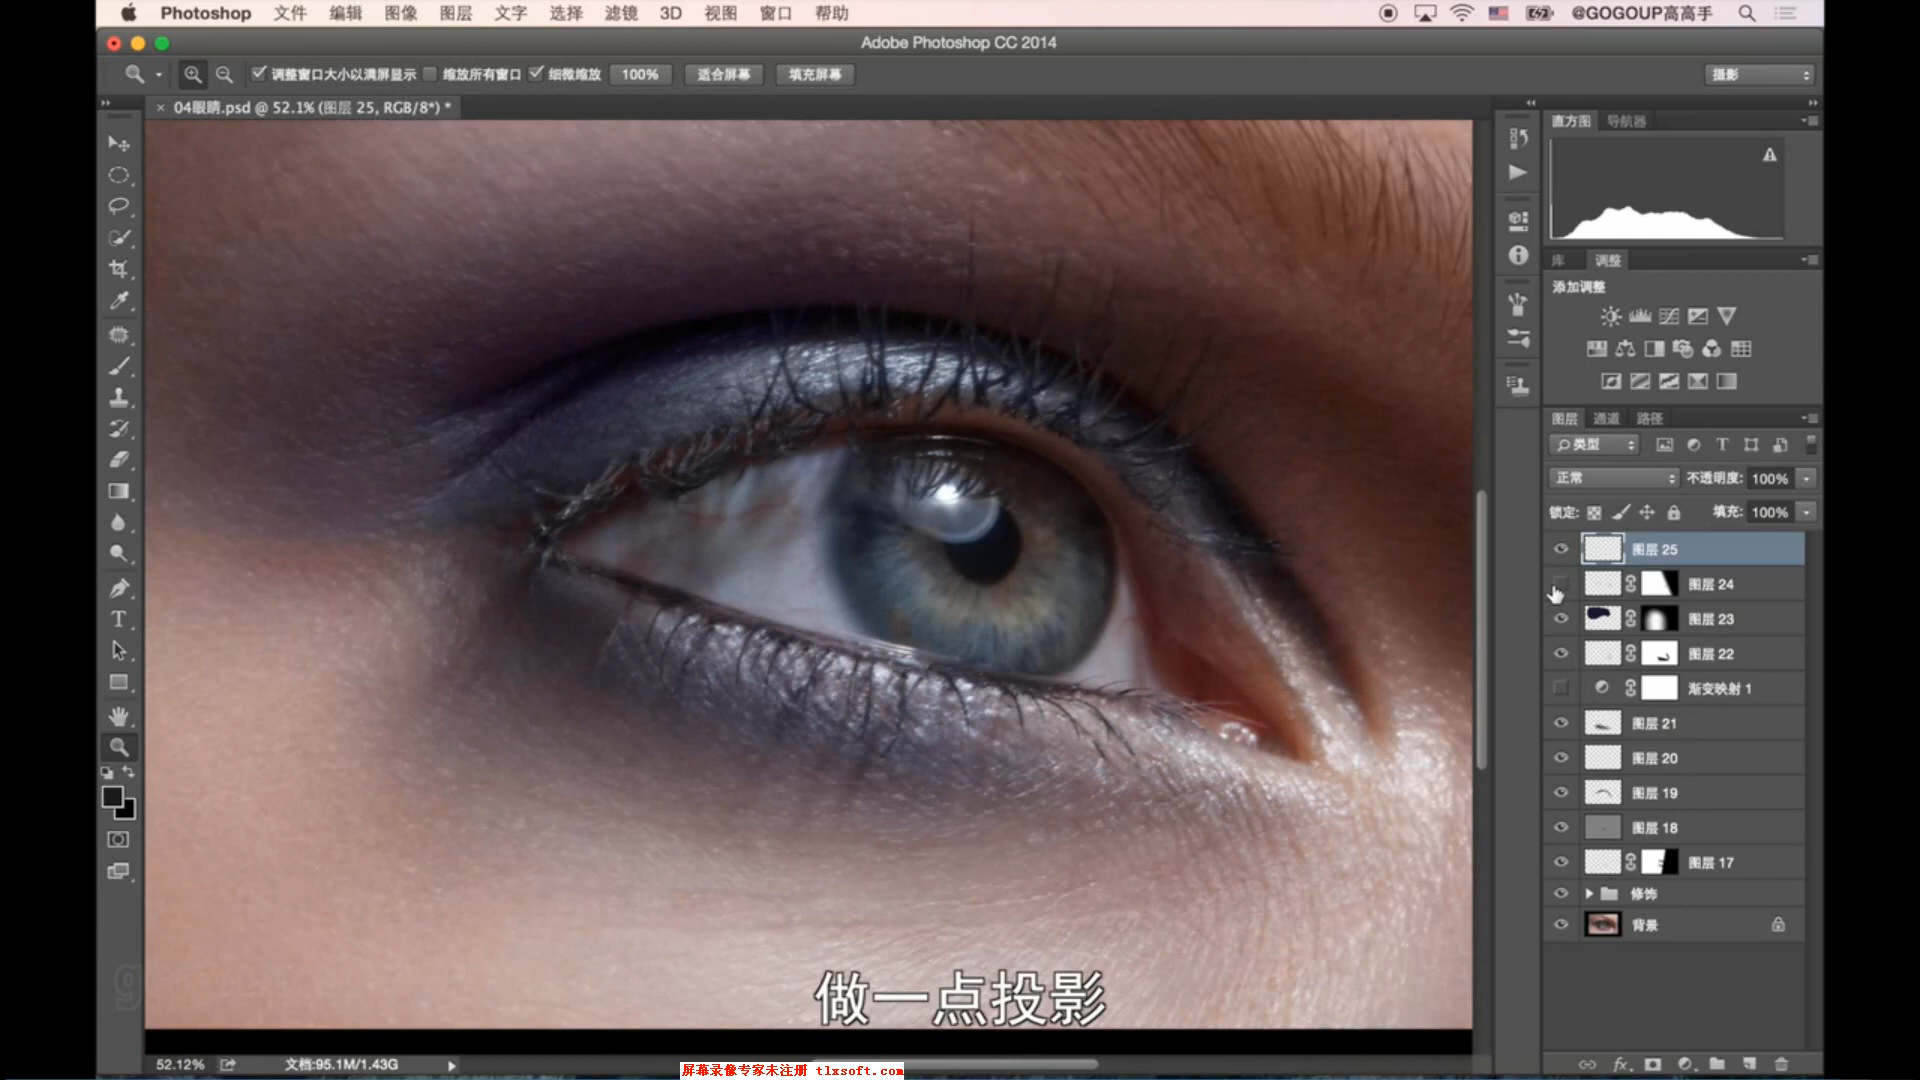 Photoshop 文件 编辑 图像 图层 文字 选择 滤镜 3D 视图 窗口 帮助 @GOGOUP高高手
Adobe Photoshop CC 2014
调整窗口大小以满屏显示 缩放所有窗口 细微缩放 100% 适合屏幕 填充屏幕 摄影
× 04眼睛.psd @ 52.1% (图层 25, RGB/8*) *
直方图 导航器
库 调整
添加调整
图层 通道 路径
类型
正常 不透明度: 100%
锁定: 填充: 100%
图层 25
图层 24
图层 23
图层 22
渐变映射 1
图层 21
图层 20
图层 19
图层 18
图层 17
修饰
背景
做一点投影
52.12% 文档:95.1M/1.43G
屏幕录像专家未注册 tlxsoft.com